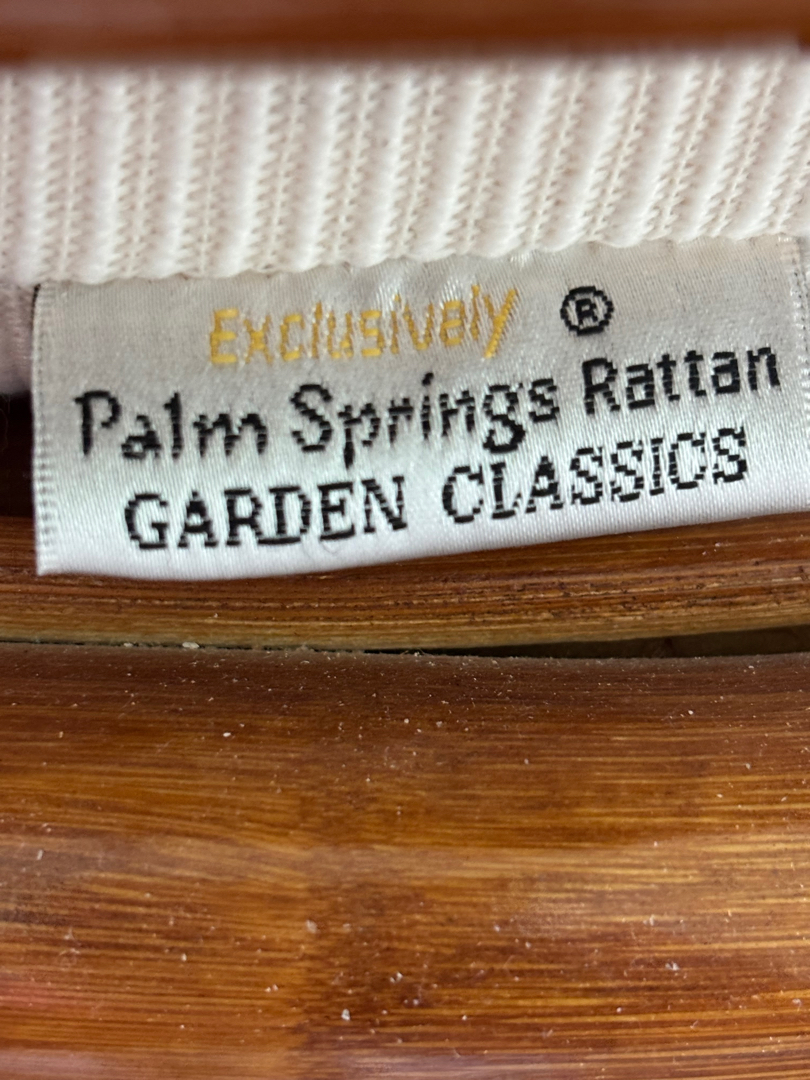 Exclusively ®
Palm Springs Rattan
GARDEN CLASSICS